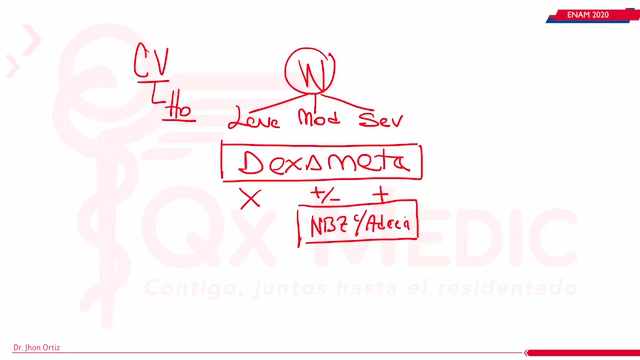 ENAM 2020
CV
Ho
W
Leve Mod Sev
Dexameta
X +/- +
NBZ c/Adren
QX MEDIC
Contigo, juntos hasta el residentado
Dr. Jhon Ortiz